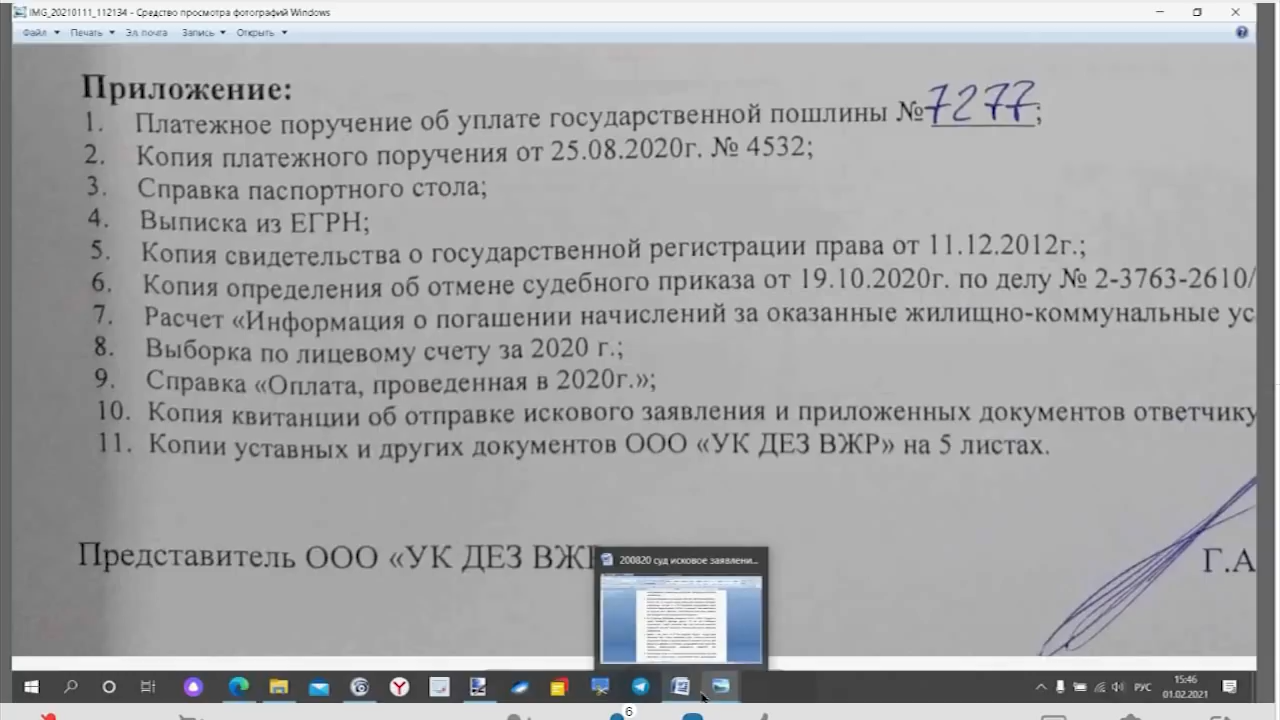 IMG_20210111_112134 - Средство просмотра фотографий Windows
Файл Печать Эл. почта Запись Открыть
Приложение:
1. Платежное поручение об уплате государственной пошлины № 7277;
2. Копия платежного поручения от 25.08.2020г. № 4532;
3. Справка паспортного стола;
4. Выписка из ЕГРН;
5. Копия свидетельства о государственной регистрации права от 11.12.2012г.;
6. Копия определения об отмене судебного приказа от 19.10.2020г. по делу № 2-3763-2610/
7. Расчет «Информация о погашении начислений за оказанные жилищно-коммунальные ус
8. Выборка по лицевому счету за 2020 г.;
9. Справка «Оплата, проведенная в 2020г.»;
10. Копия квитанции об отправке искового заявления и приложенных документов ответчику
11. Копии уставных и других документов ООО «УК ДЕЗ ВЖР» на 5 листах.
Представитель ООО «УК ДЕЗ ВЖР Г.А
200820 суд исковое заявлени...
РУС
15:46
01.02.2021
6